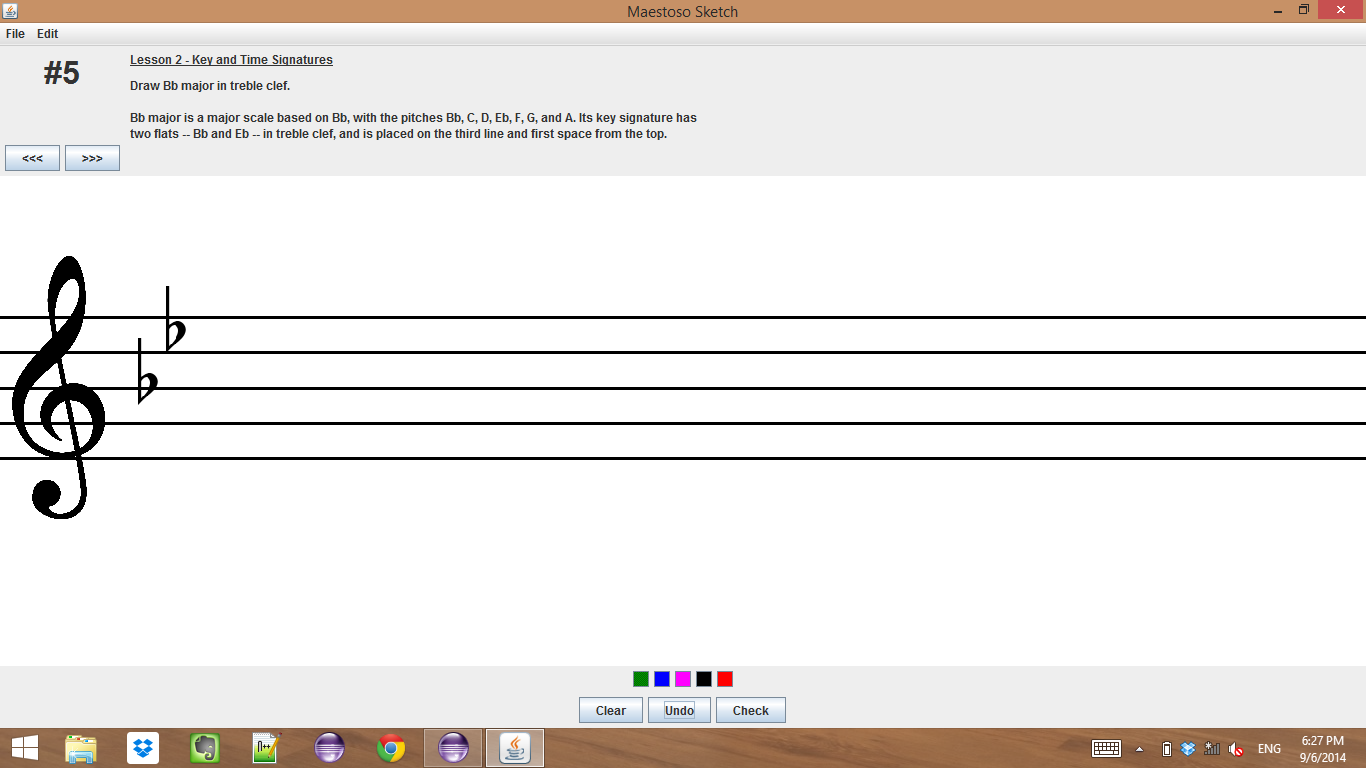 Maestoso Sketch
File Edit
#5
Lesson 2 - Key and Time Signatures
Draw Bb major in treble clef.
Bb major is a major scale based on Bb, with the pitches Bb, C, D, Eb, F, G, and A. Its key signature has
two flats -- Bb and Eb -- in treble clef, and is placed on the third line and first space from the top.
<<< >>>
Clear Undo Check
ENG
6:27 PM
9/6/2014